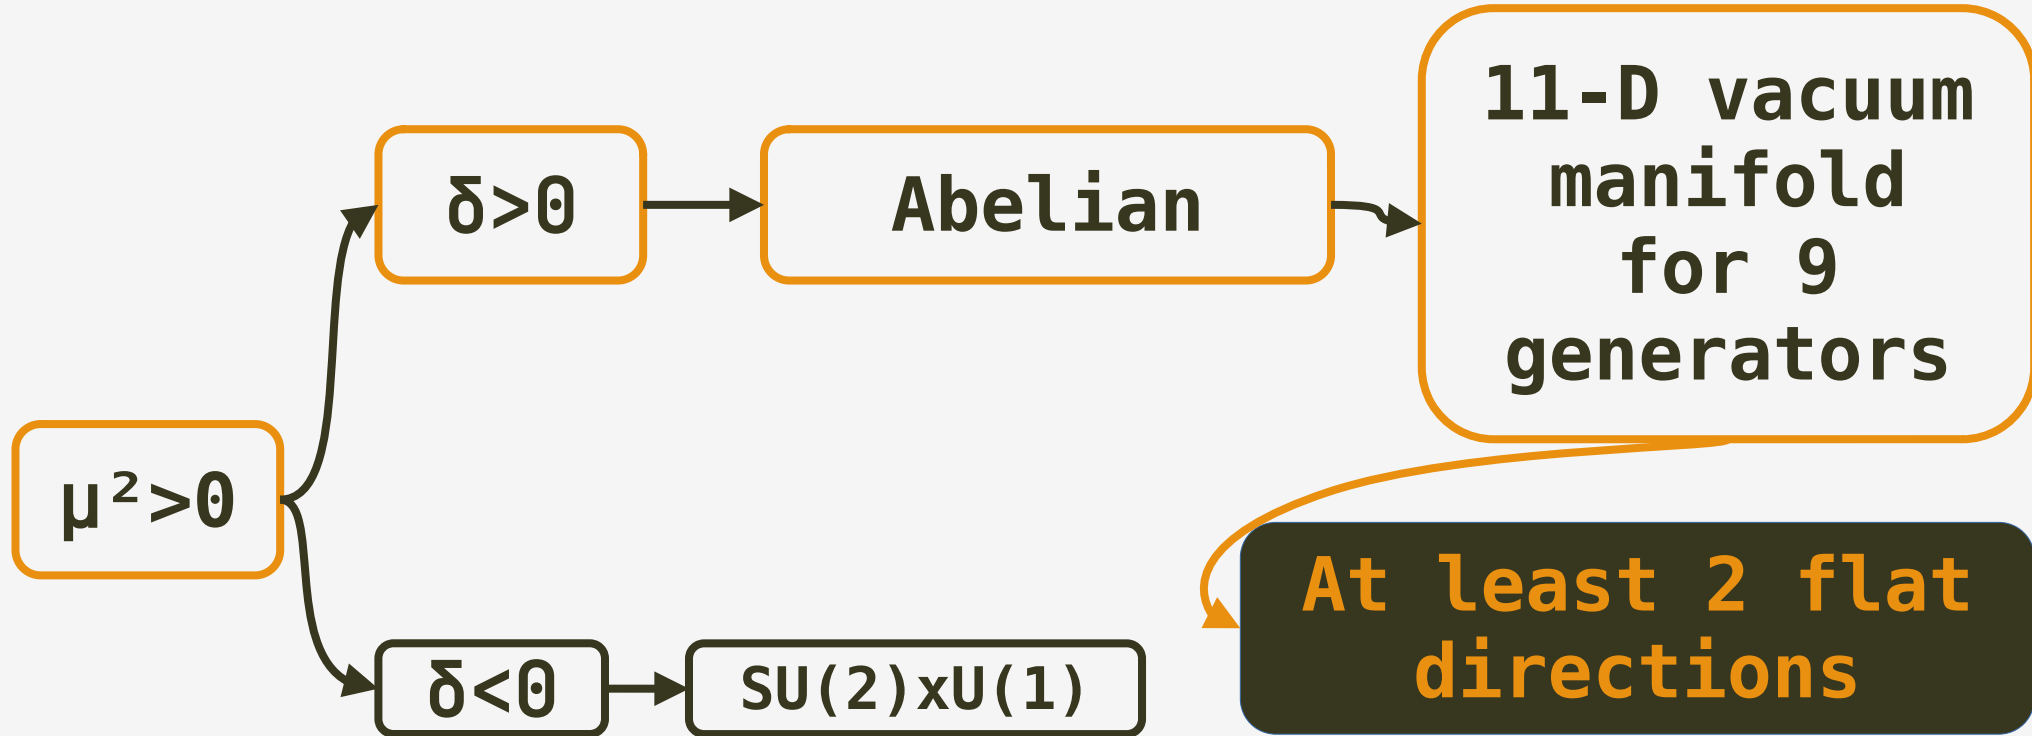 μ²>0
δ>0
Abelian
11-D vacuum
manifold
for 9
generators
At least 2 flat
directions
δ<0
SU(2)xU(1)